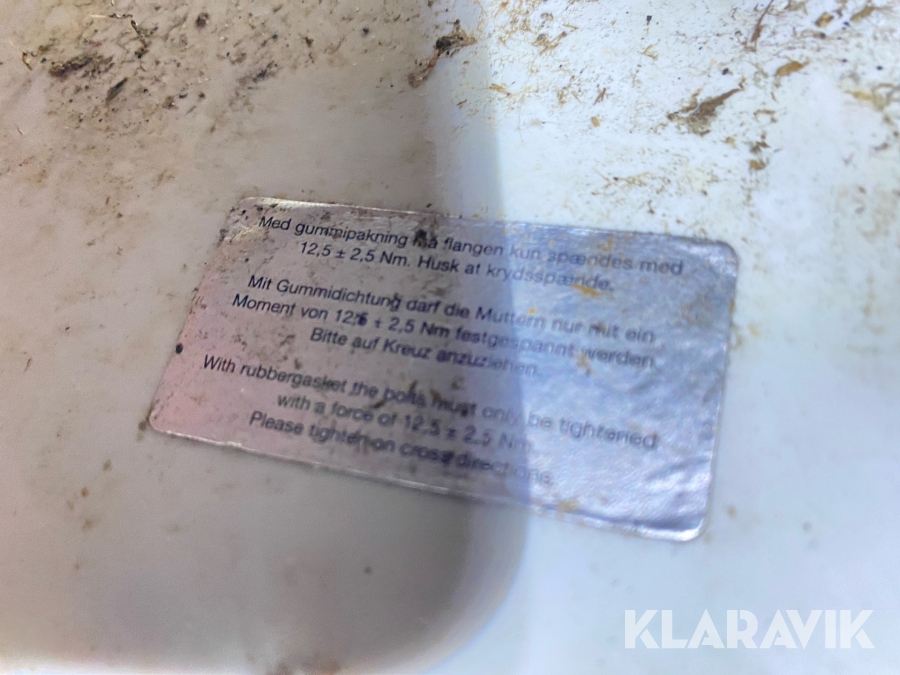 Med gummipakning må flangen kun spændes med
12,5 ± 2,5 Nm. Husk at krydsspænde.
Mit Gummidichtung darf die Muttern nur mit ein
Moment von 12,5 ± 2,5 Nm festgespannt werden.
Bitte auf Kreuz anzuziehen.
With rubbergasket the bolts must only be tightened
with a force of 12,5 ± 2,5 Nm.
Please tighten on cross directions.
KLARAVIK